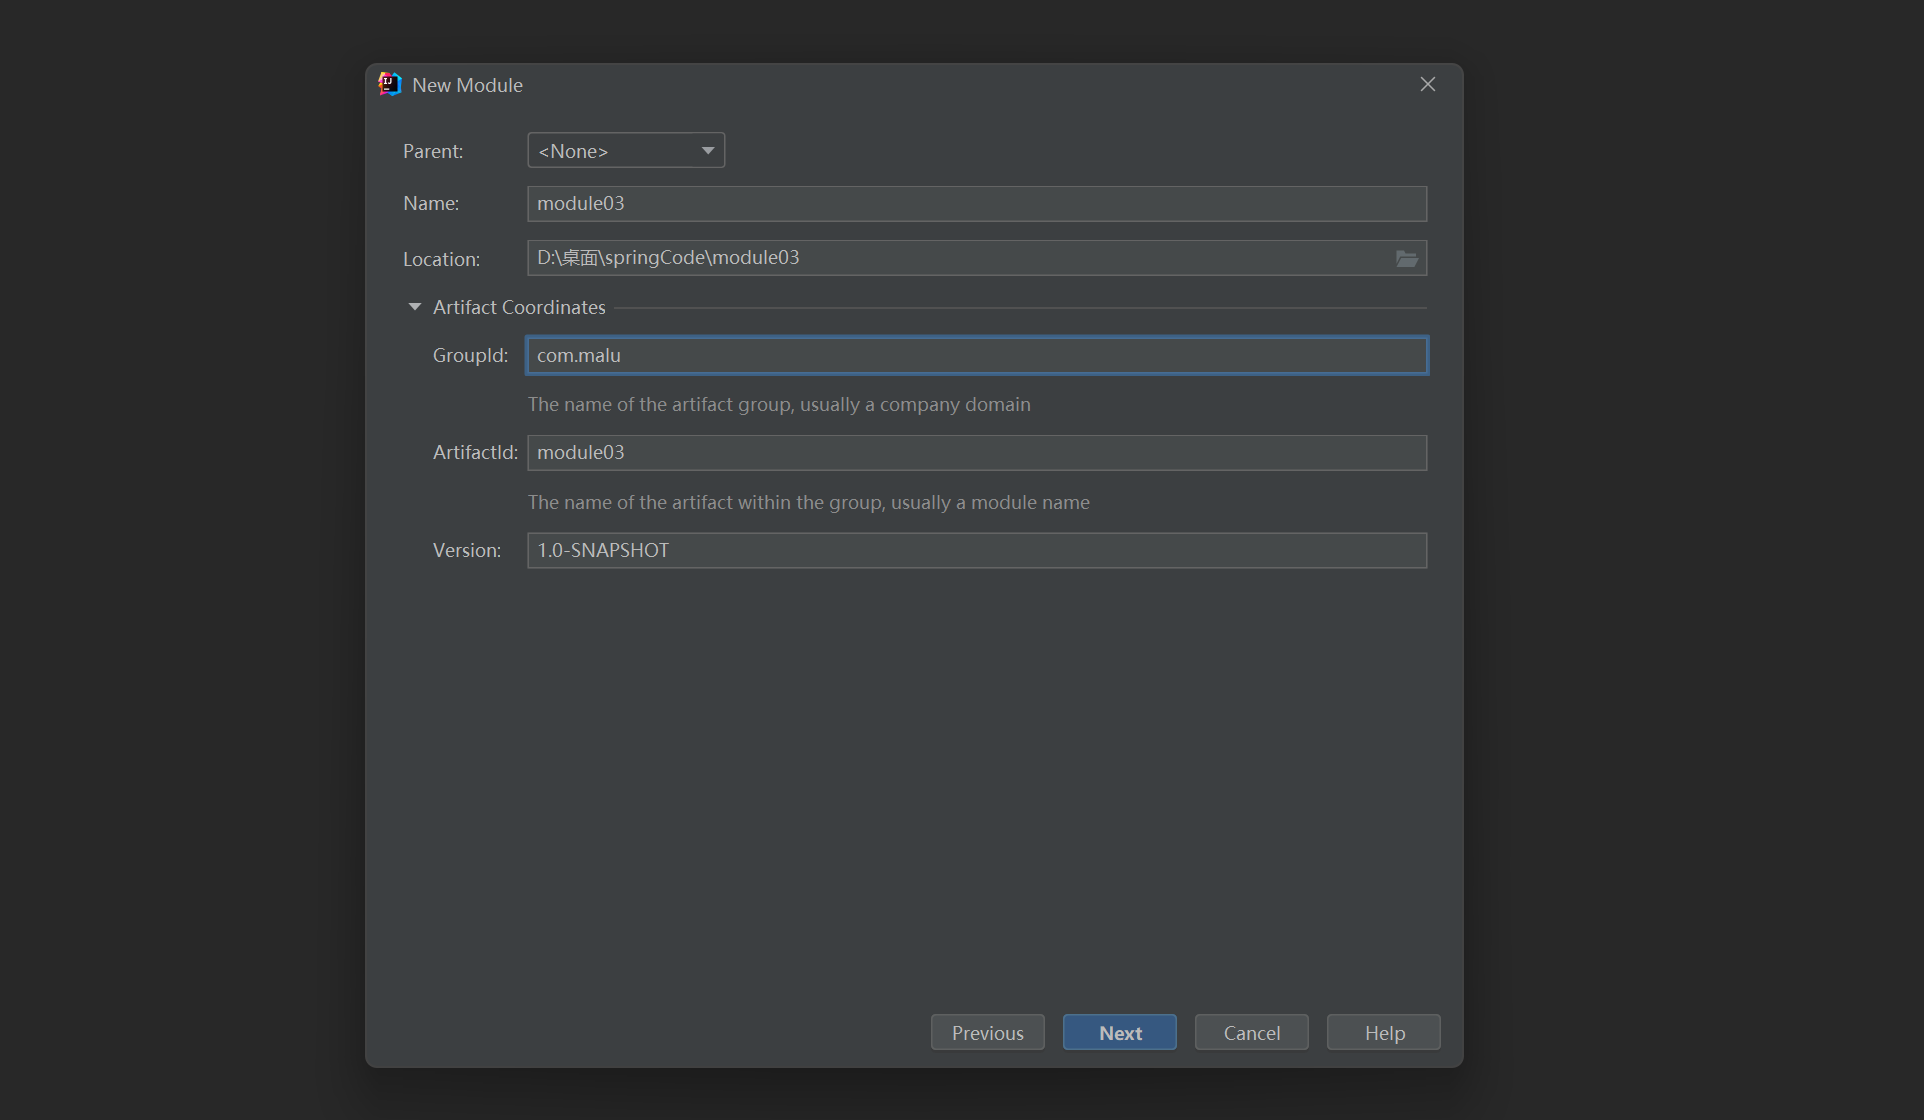 New Module
Parent: <None>
Name: module03
Location: D:\桌面\springCode\module03
Artifact Coordinates
GroupId: com.malu
The name of the artifact group, usually a company domain
ArtifactId: module03
The name of the artifact within the group, usually a module name
Version: 1.0-SNAPSHOT
Previous Next Cancel Help